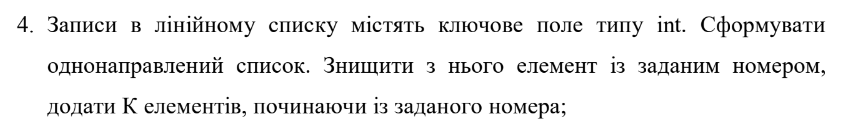 4. Записи в лінійному списку містять ключове поле типу int. Сформувати
однонаправлений список. Знищити з нього елемент із заданим номером,
додати К елементів, починаючи із заданого номера;